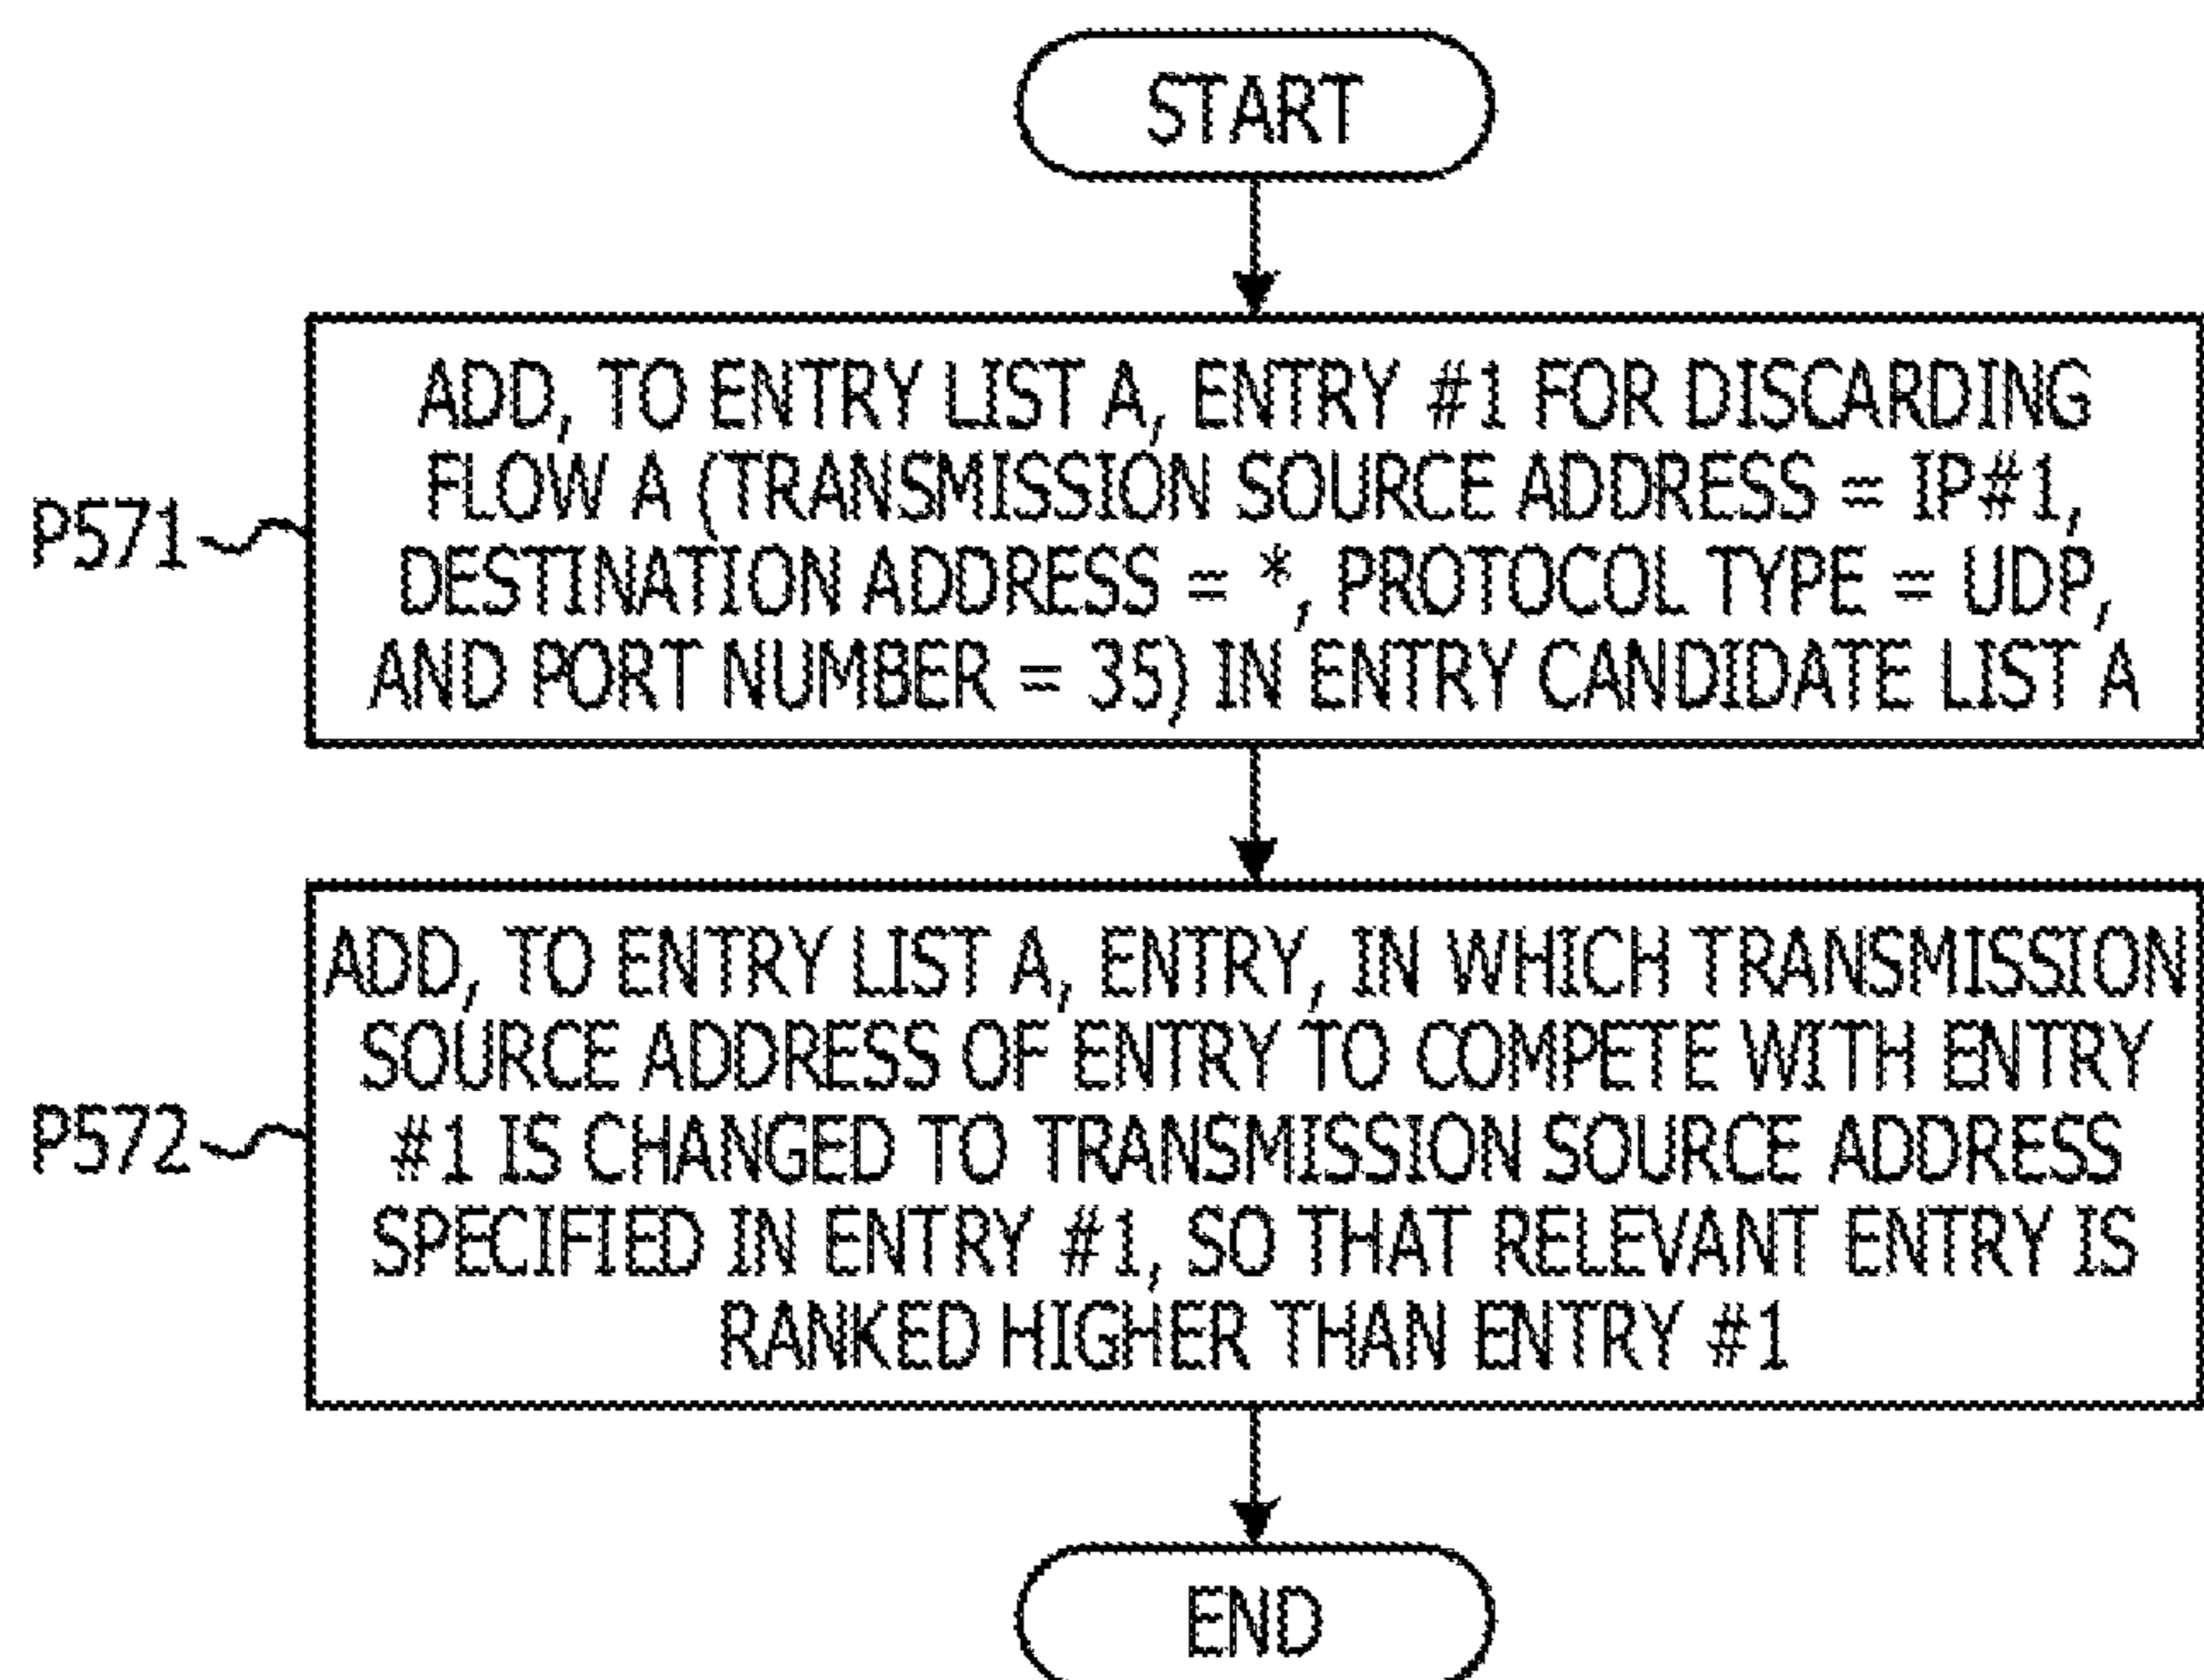 START
ADD, TO ENTRY LIST A, ENTRY #1 FOR DISCARDING
FLOW A (TRANSMISSION SOURCE ADDRESS = IP#1,
DESTINATION ADDRESS = *, PROTOCOL TYPE = UDP,
AND PORT NUMBER = 35) IN ENTRY CANDIDATE LIST A
P571
ADD, TO ENTRY LIST A, ENTRY, IN WHICH TRANSMISSION
SOURCE ADDRESS OF ENTRY TO COMPETE WITH ENTRY
#1 IS CHANGED TO TRANSMISSION SOURCE ADDRESS
SPECIFIED IN ENTRY #1, SO THAT RELEVANT ENTRY IS
RANKED HIGHER THAN ENTRY #1
P572
END